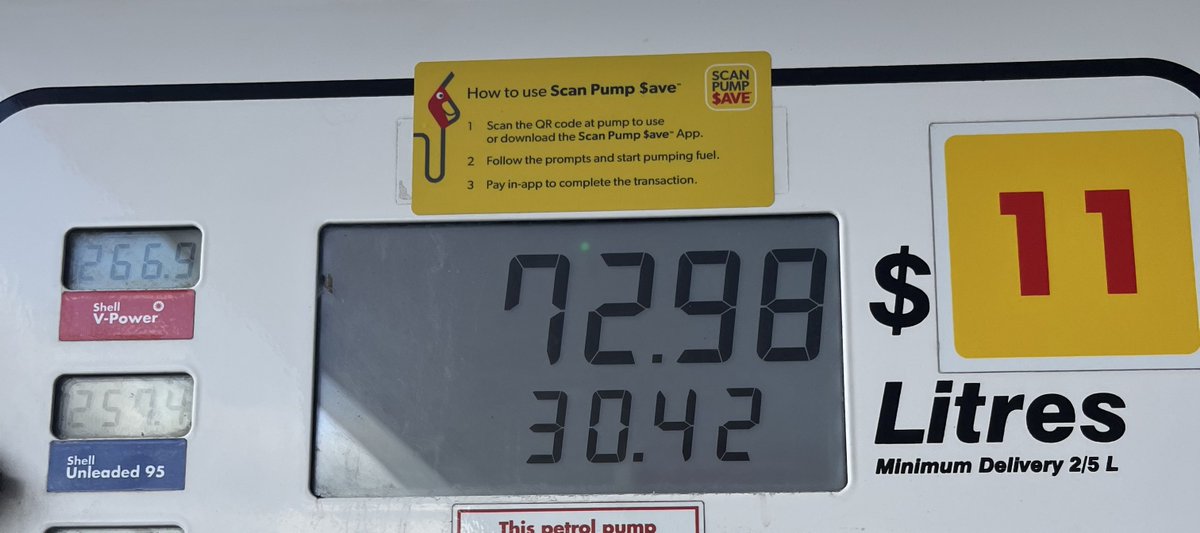 How to use Scan Pump $ave™
SCAN
PUMP
$AVE
1 Scan the QR code at pump to use
or download the Scan Pump $ave™ App.
2 Follow the prompts and start pumping fuel.
3 Pay in-app to complete the transaction.
266.9
Shell
V-Power
72.98
$
11
257.4
Shell
Unleaded 95
30.42
Litres
Minimum Delivery 2/5 L
This petrol pump